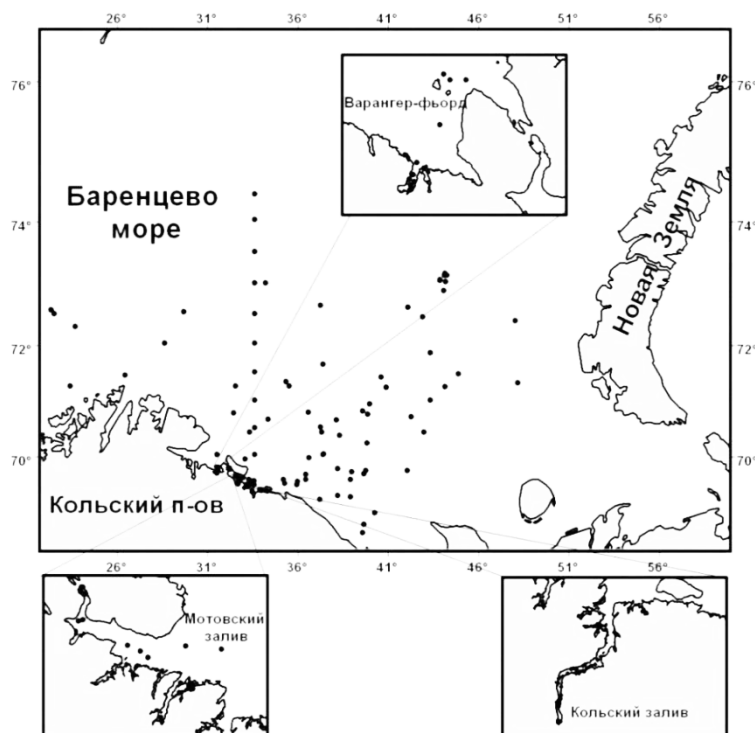 26° 31° 36° 41° 46° 51° 56°
76° 76°
Варангер-фьорд
Баренцево
море
Новая Земля
74° 74°
72° 72°
70° 70°
Кольский п-ов
26° 31° 36° 41° 46° 51° 56°
Мотовский
залив
Кольский залив